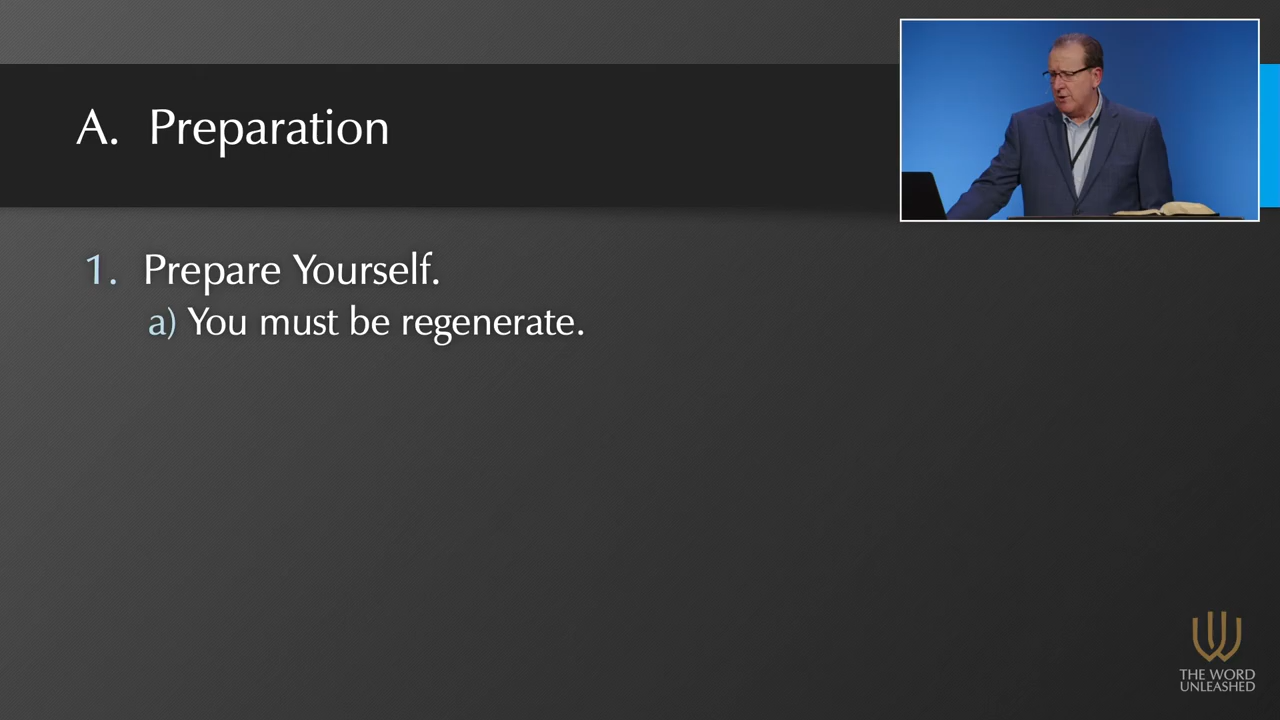 A. Preparation
1. Prepare Yourself.
a) You must be regenerate.
THE WORD
UNLEASHED